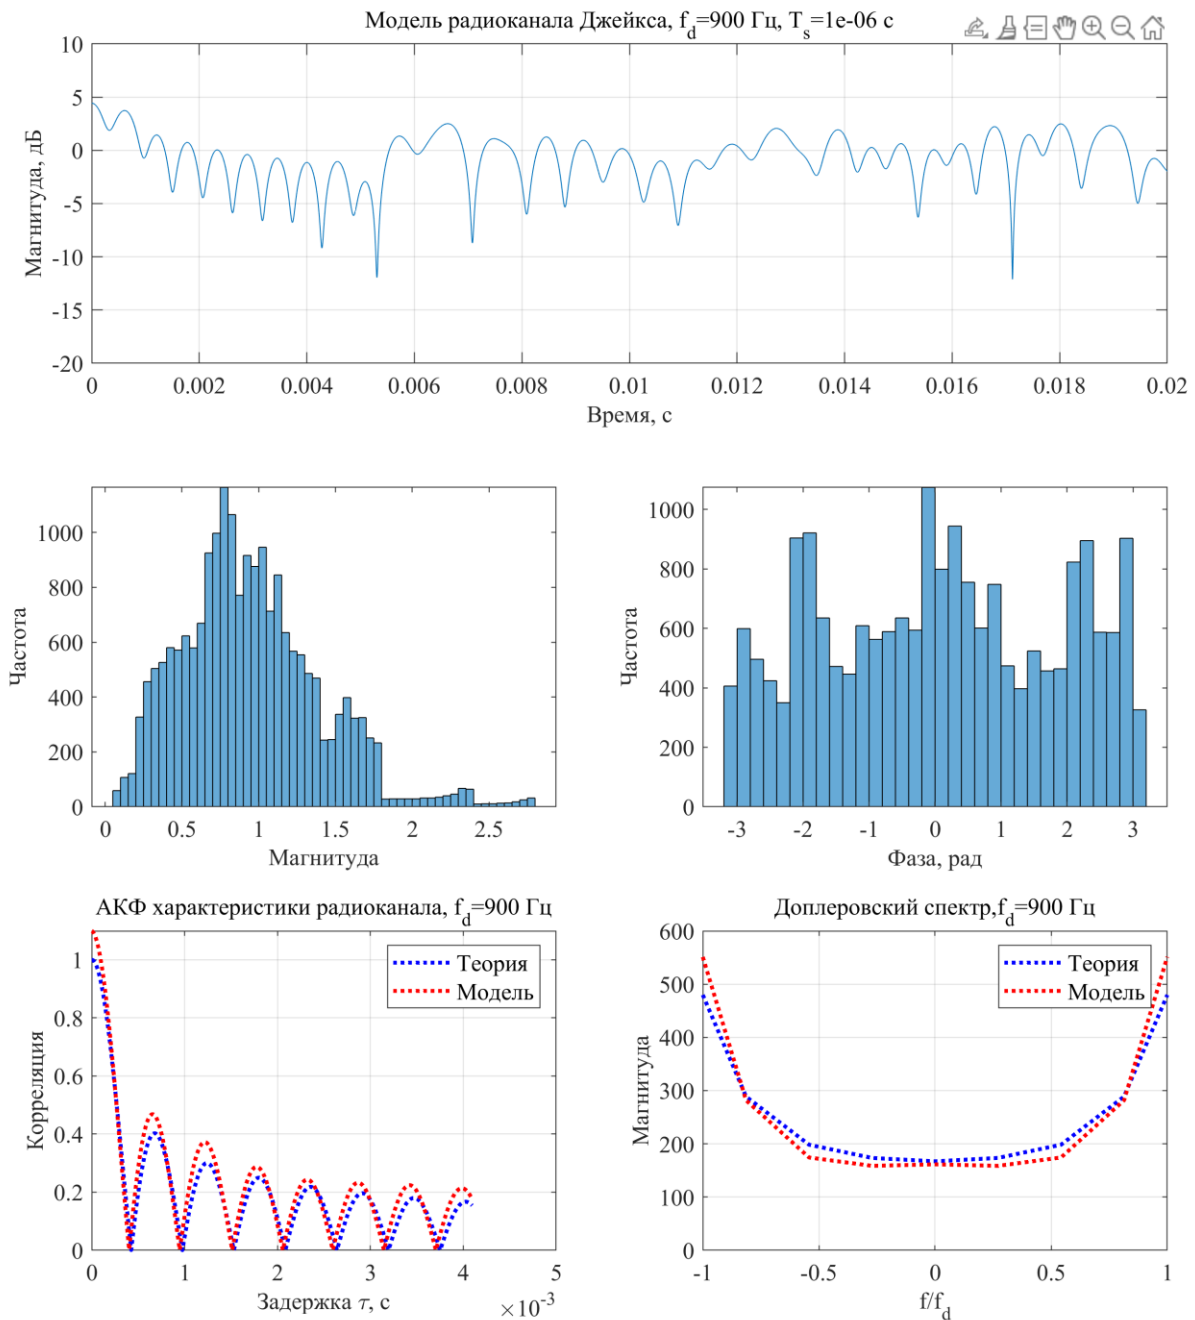 Модель радиоканала Джейкса, f_d=900 Гц, T_s=1e-06 с
10
5
0
-5
-10
-15
-20
Магнитуда, дБ
0 0.002 0.004 0.006 0.008 0.01 0.012 0.014 0.016 0.018 0.02
Время, с
1000
800
600
400
200
0
Частота
0 0.5 1 1.5 2 2.5
Магнитуда
1000
800
600
400
200
0
Частота
-3 -2 -1 0 1 2 3
Фаза, рад
АКФ характеристики радиоканала, f_d=900 Гц
Теория
Модель
1
0.8
0.6
0.4
0.2
0
Корреляция
0 1 2 3 4 5
Задержка τ, с
×10^-3
Доплеровский спектр,f_d=900 Гц
Теория
Модель
600
500
400
300
200
100
0
Магнитуда
-1 -0.5 0 0.5 1
f/f_d